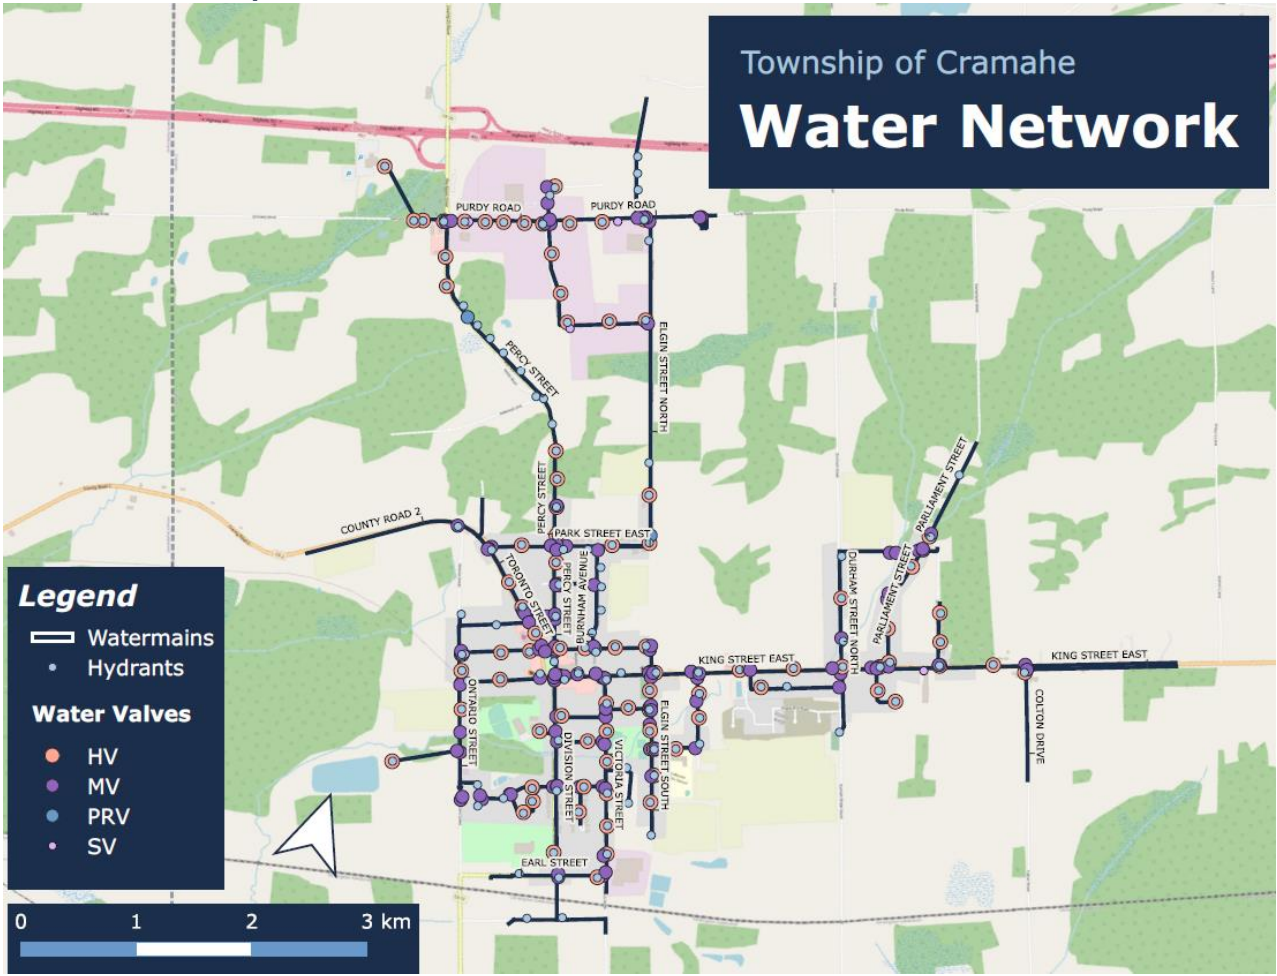 Township of Cramahe
Water Network
PURDY ROAD
PURDY ROAD
ELGIN STREET NORTH
PERCY STREET
PERCY STREET
COUNTY ROAD 2
PARK STREET EAST
TORONTO STREET
PERCY STREET
BURNHAM AVENUE
PARLIAMENT STREET
DURHAM STREET NORTH
PARLIAMENT STREET
KING STREET EAST
KING STREET EAST
ONTARIO STREET
DIVISION STREET
VICTORIA STREET
ELGIN STREET SOUTH
COLTON DRIVE
EARL STREET
Legend
Watermains
Hydrants
Water Valves
HV
MV
PRV
SV
0 1 2 3 km